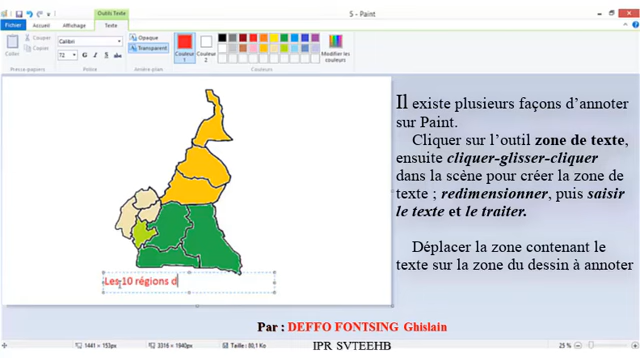 Outils Texte
5 - Paint
Fichier Accueil Affichage Texte
Coller
Couper
Copier
Presse-papiers
Calibri
72
G I S abc
Police
Opaque
Transparent
Arrière-plan
Couleur 1
Couleur 2
Modifier les couleurs
Couleurs
Les 10 régions d
Il existe plusieurs façons d'annoter
sur Paint.
Cliquer sur l'outil zone de texte,
ensuite cliquer-glisser-cliquer
dans la scène pour créer la zone de
texte ; redimensionner, puis saisir
le texte et le traiter.
Déplacer la zone contenant le
texte sur la zone du dessin à annoter
Par : DEFFO FONTSING Ghislain
IPR SVTEEHB
1441 × 153px
3316 × 1940px
Taille : 80,1Ko
25 %